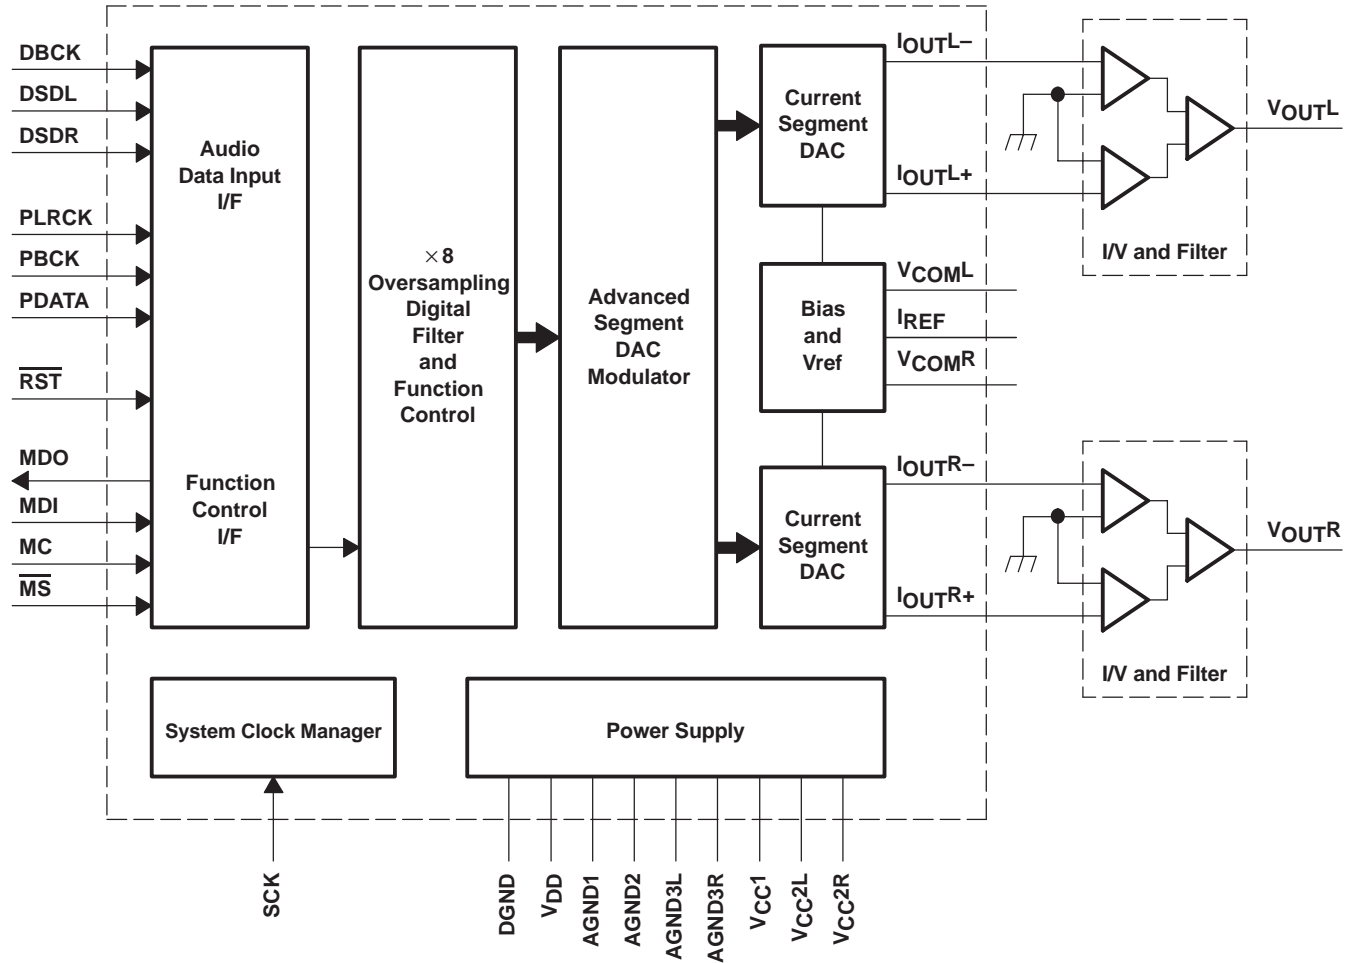 DBCK
DSDL
DSDR
PLRCK
PBCK
PDATA
RST
MDO
MDI
MC
MS
Audio
Data Input
I/F
Function
Control
I/F
×8
Oversampling
Digital
Filter
and
Function
Control
Advanced
Segment
DAC
Modulator
Current
Segment
DAC
Bias
and
Vref
Current
Segment
DAC
IOUTL–
IOUTL+
VCOML
IREF
VCOMR
IOUTR–
IOUTR+
VOUTL
I/V and Filter
VOUTR
I/V and Filter
System Clock Manager
Power Supply
SCK
DGND
VDD
AGND1
AGND2
AGND3L
AGND3R
VCC1
VCC2L
VCC2R